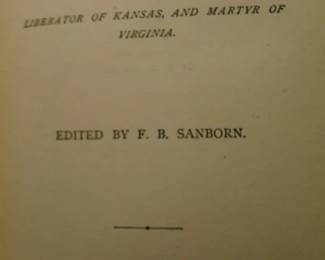 LIBERATOR OF KANSAS, AND MARTYR OF
VIRGINIA.
EDITED BY F. B. SANBORN.